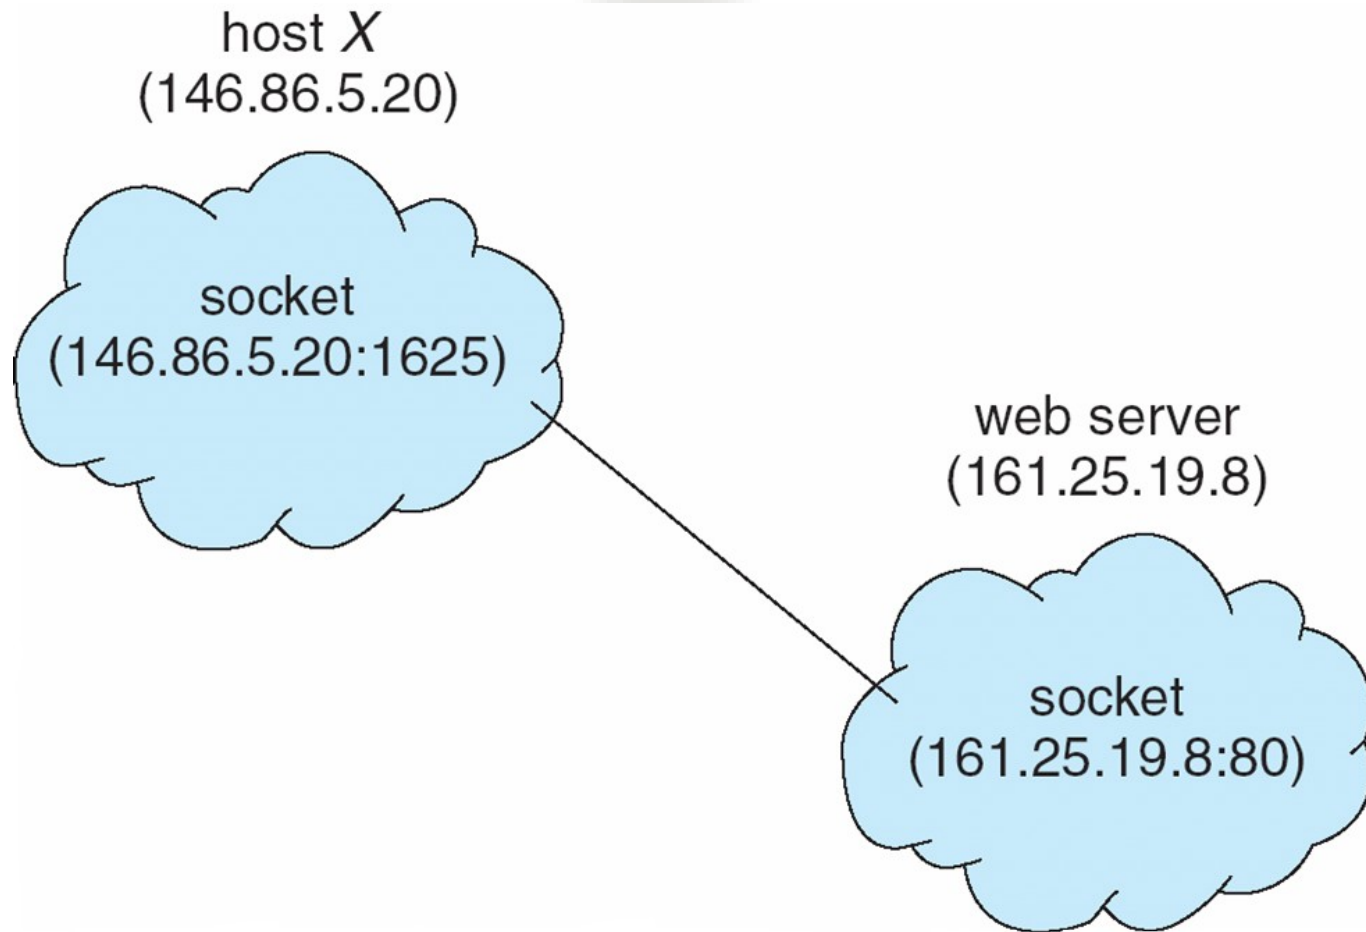 host X
(146.86.5.20)
socket
(146.86.5.20:1625)
web server
(161.25.19.8)
socket
(161.25.19.8:80)